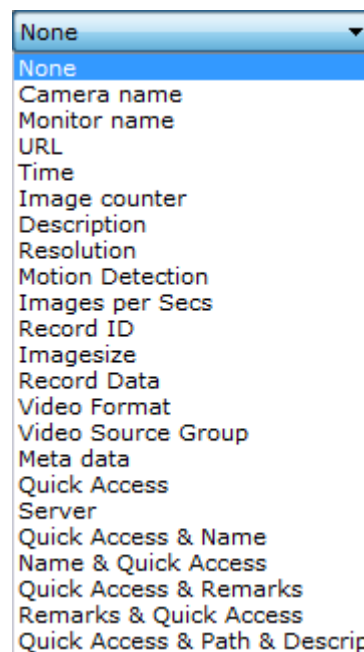 None
None
Camera name
Monitor name
URL
Time
Image counter
Description
Resolution
Motion Detection
Images per Secs
Record ID
Imagesize
Record Data
Video Format
Video Source Group
Meta data
Quick Access
Server
Quick Access & Name
Name & Quick Access
Quick Access & Remarks
Remarks & Quick Access
Quick Access & Path & Descrip